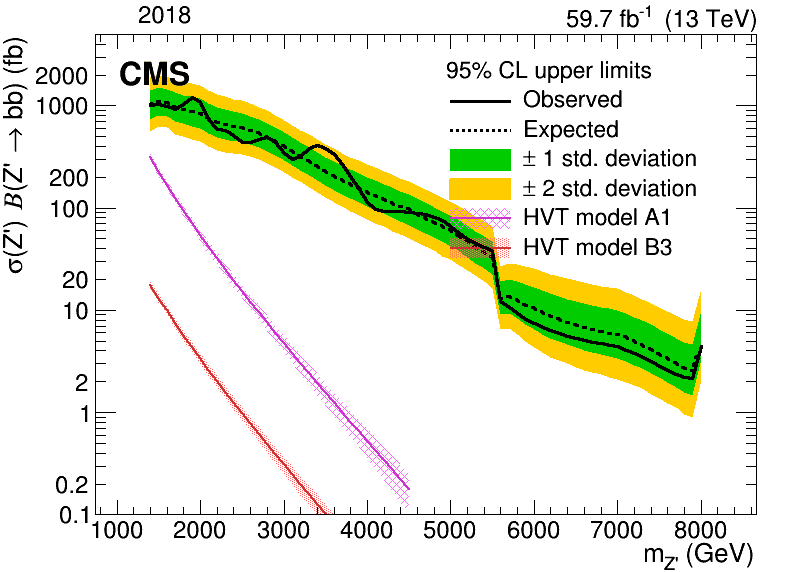 2018
59.7 fb⁻¹ (13 TeV)
CMS
95% CL upper limits
Observed
Expected
± 1 std. deviation
± 2 std. deviation
HVT model A1
HVT model B3
σ(Z') B(Z' → bb) (fb)
2000
1000
200
100
20
10
2
1
0.2
0.1
1000 2000 3000 4000 5000 6000 7000 8000
m_Z' (GeV)